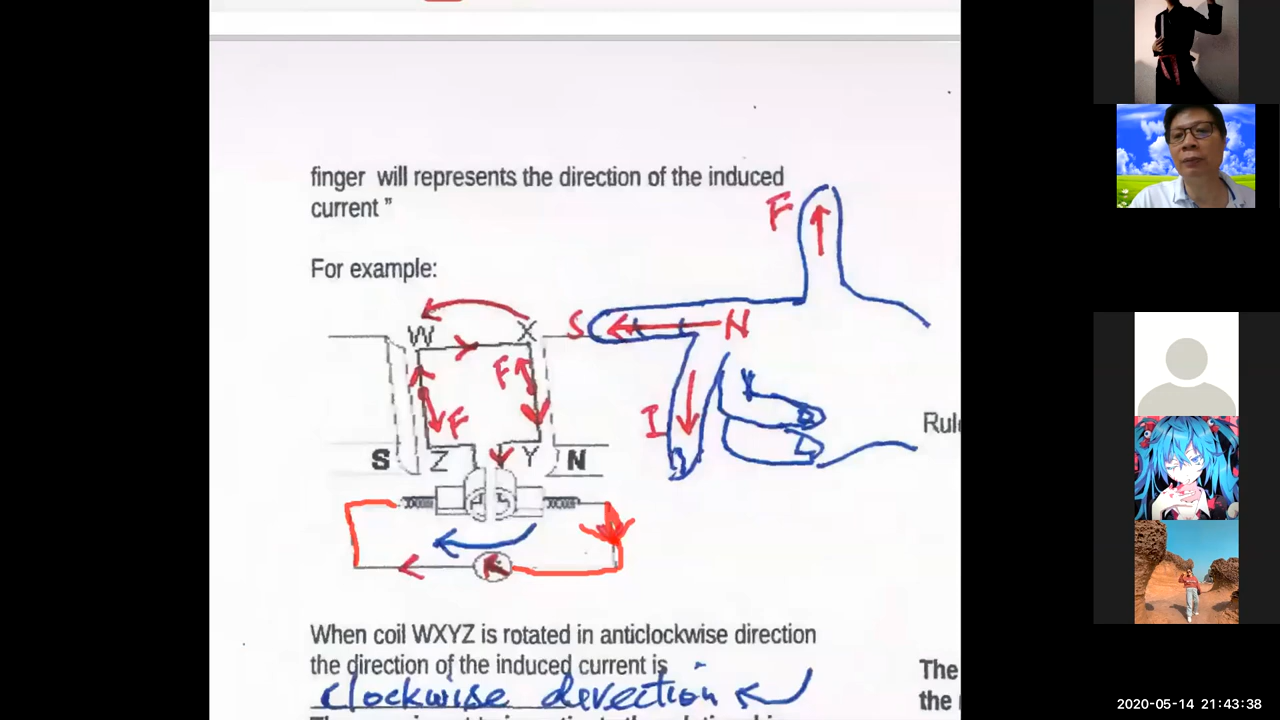 finger will represents the direction of the induced
current ”
For example:
F
W X S N
F
F I
S Z Y N
Rul
When coil WXYZ is rotated in anticlockwise direction
the direction of the induced current is
clockwise direction
The
the
2020-05-14 21:43:38